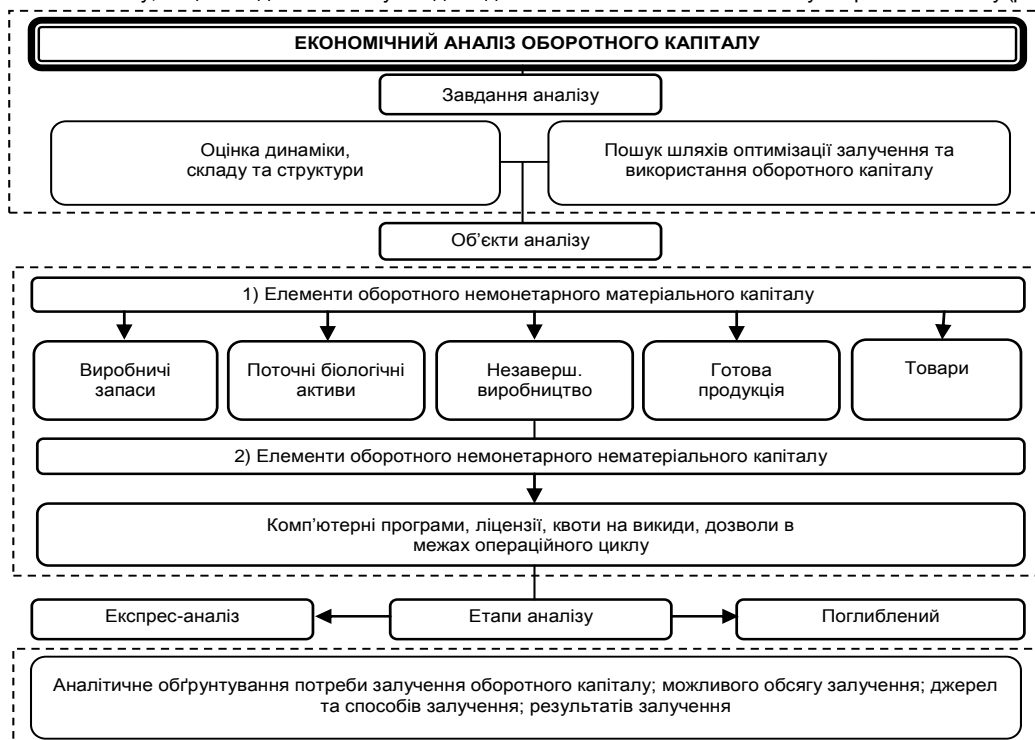 ЕКОНОМІЧНИЙ АНАЛІЗ ОБОРОТНОГО КАПІТАЛУ
Завдання аналізу
Оцінка динаміки,
складу та структури
Пошук шляхів оптимізації залучення та
використання оборотного капіталу
Об’єкти аналізу
1) Елементи оборотного немонетарного матеріального капіталу
Виробничі
запаси
Поточні біологічні
активи
Незаверш.
виробництво
Готова
продукція
Товари
2) Елементи оборотного немонетарного нематеріального капіталу
Комп’ютерні програми, ліцензії, квоти на викиди, дозволи в
межах операційного циклу
Експрес-аналіз
Етапи аналізу
Поглиблений
Аналітичне обґрунтування потреби залучення оборотного капіталу; можливого обсягу залучення; джерел
та способів залучення; результатів залучення